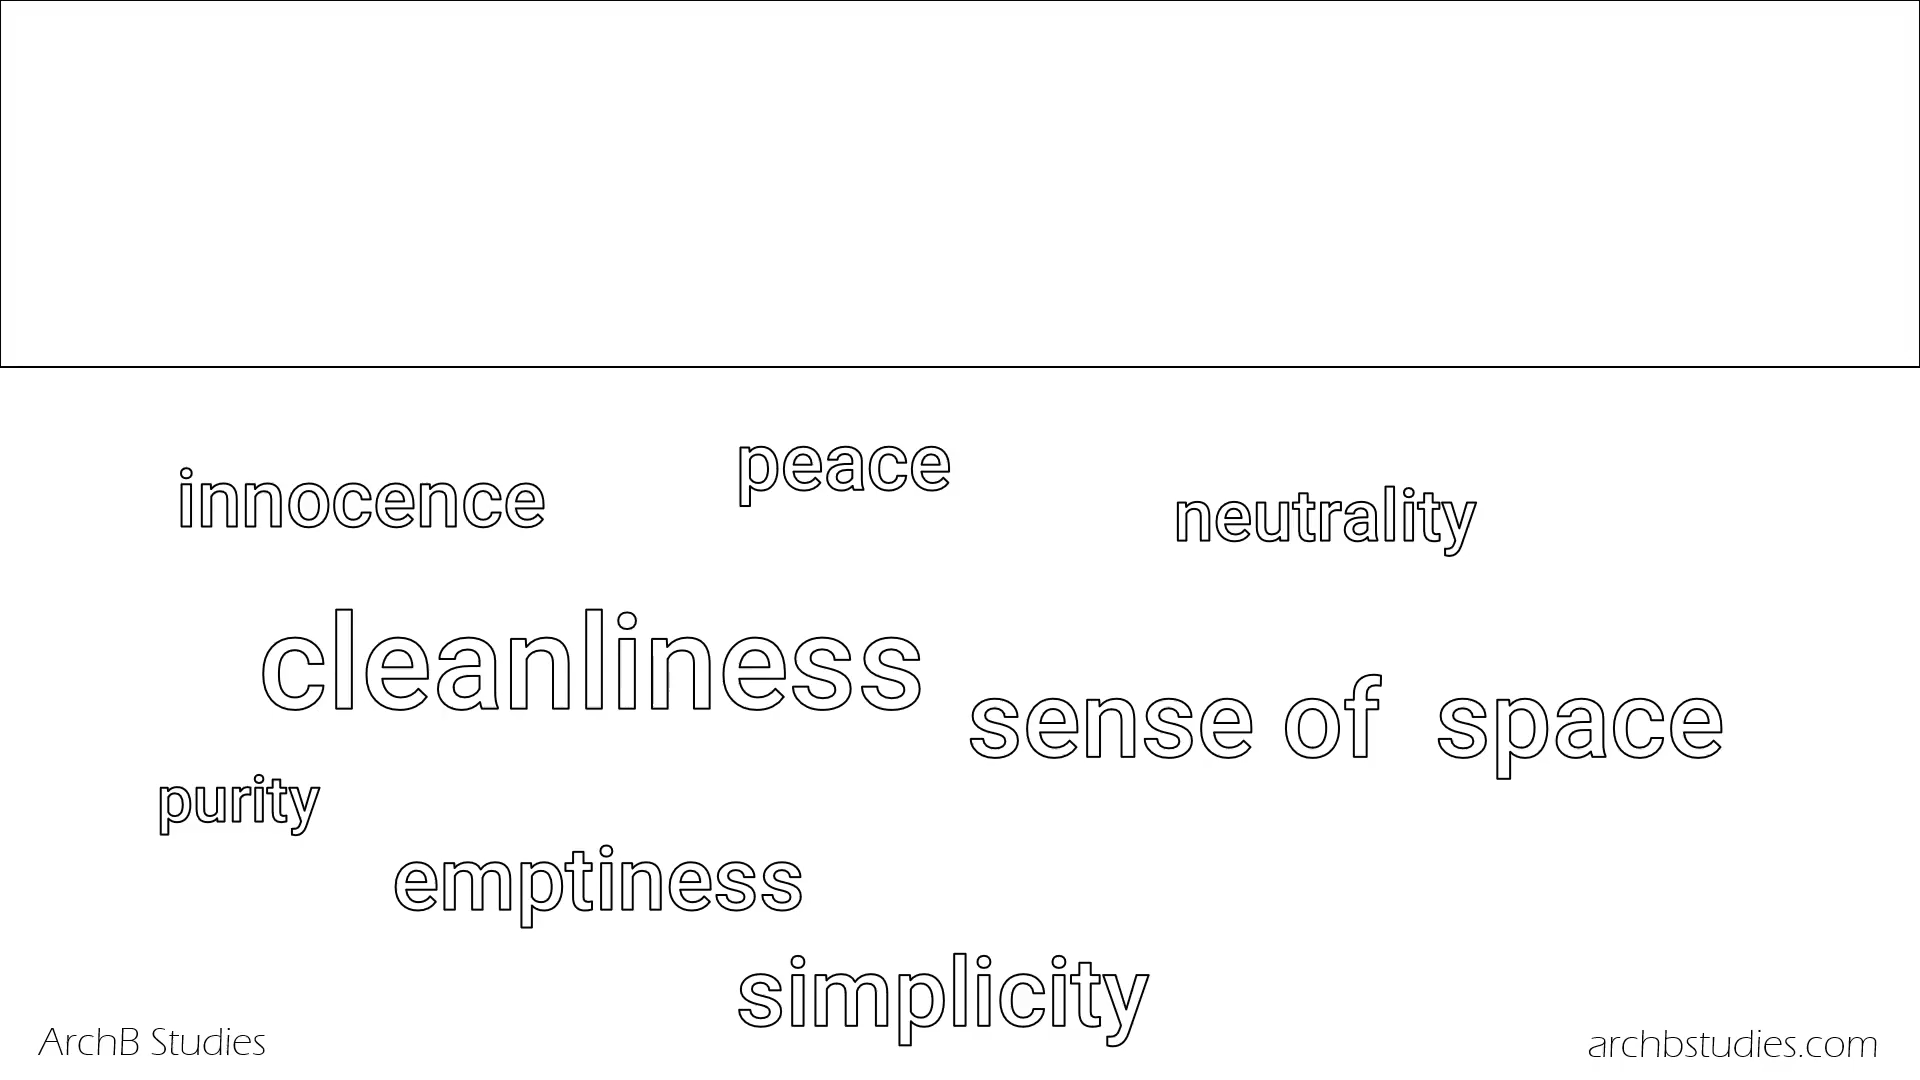 peace
innocence
neutrality
cleanliness
sense of space
purity
emptiness
simplicity
ArchB Studies
archbstudies.com